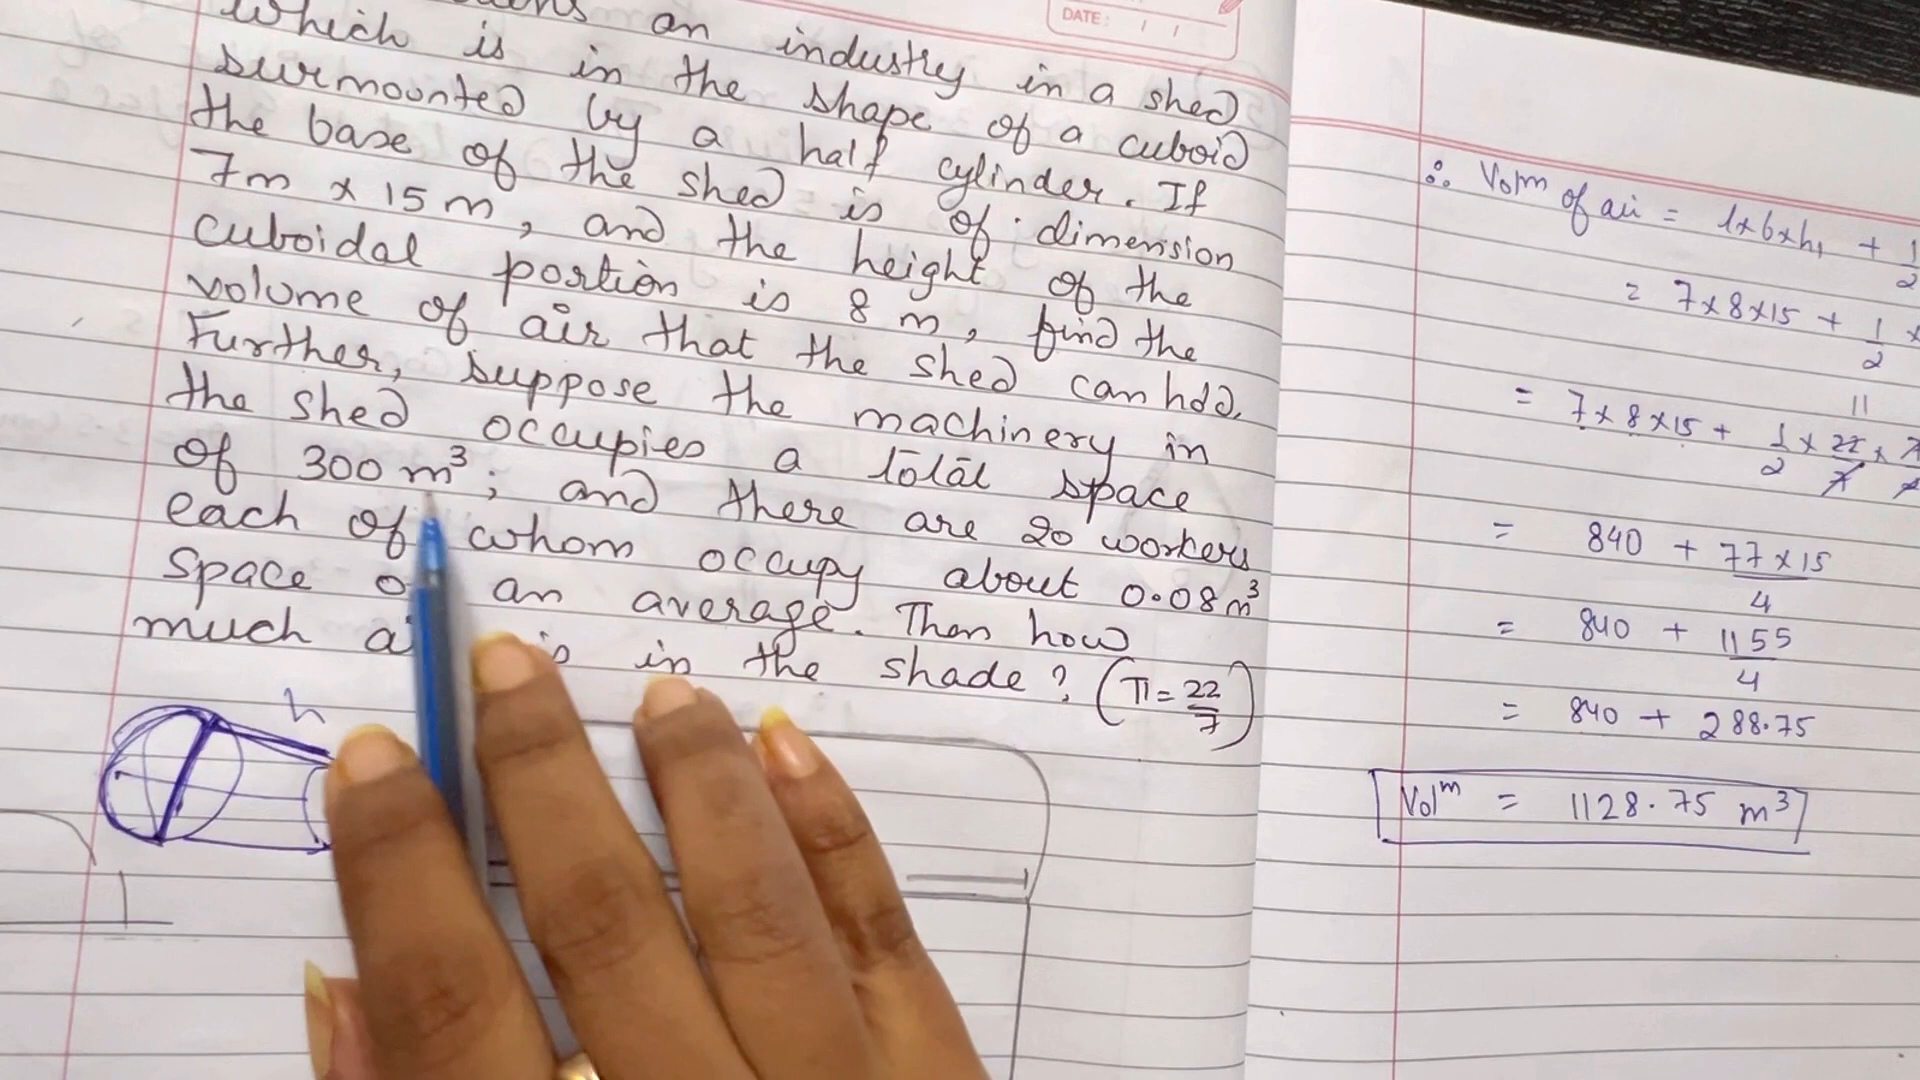 DATE: / /
an industry in a shed
which is in the shape of a cuboid
surmounted by a half cylinder. If
the base of the shed is of dimension
7m x 15 m, and the height of the
cuboidal portion is 8 m, find the
volume of air that the shed can hold.
Further, suppose the machinery in
the shed occupies a total space
of 300 m³; and there are 20 workers
each of whom occupy about 0.08 m³
space an average. Then how
much is in the shade? (π = 22/7)
h
∴ Volm of air = l×b×h₁ + 1/2
= 7×8×15 + 1/2 ×
= 7×8×15 + 1/2 × 22/7 × 7
11
= 840 + 77×15/4
= 840 + 1155/4
= 840 + 288.75
Volm = 1128.75 m³